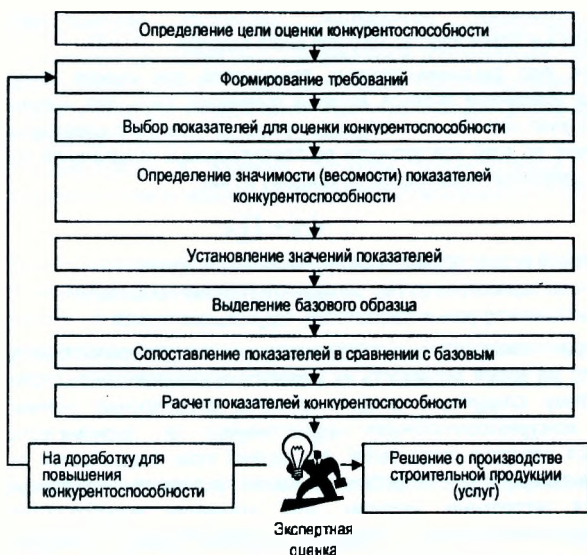 Определение цели оценки конкурентоспособности
Формирование требований
Выбор показателей для оценки конкурентоспособности
Определение значимости (весомости) показателей
конкурентоспособности
Установление значений показателей
Выделение базового образца
Сопоставление показателей в сравнении с базовым
Расчет показателей конкурентоспособности
На доработку для
повышения
конкурентоспособности
Решение о производстве
строительной продукции
(услуг)
Экспертная
оценка